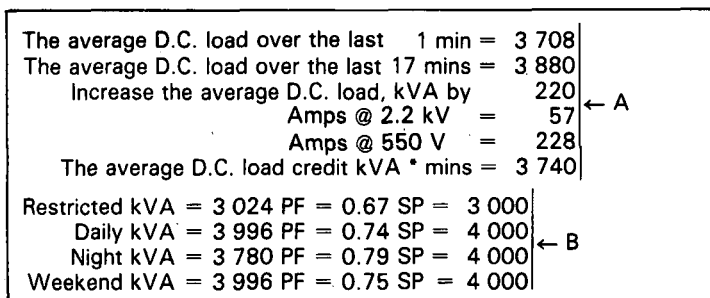 The average D.C. load over the last 1 min = 3 708
The average D.C. load over the last 17 mins = 3 880
Increase the average D.C. load, kVA by 220
← A
Amps @ 2.2 kV = 57
Amps @ 550 V = 228
The average D.C. load credit kVA * mins = 3 740
Restricted kVA = 3 024 PF = 0.67 SP = 3 000
Daily kVA = 3 996 PF = 0.74 SP = 4 000
← B
Night kVA = 3 780 PF = 0.79 SP = 4 000
Weekend kVA = 3 996 PF = 0.75 SP = 4 000